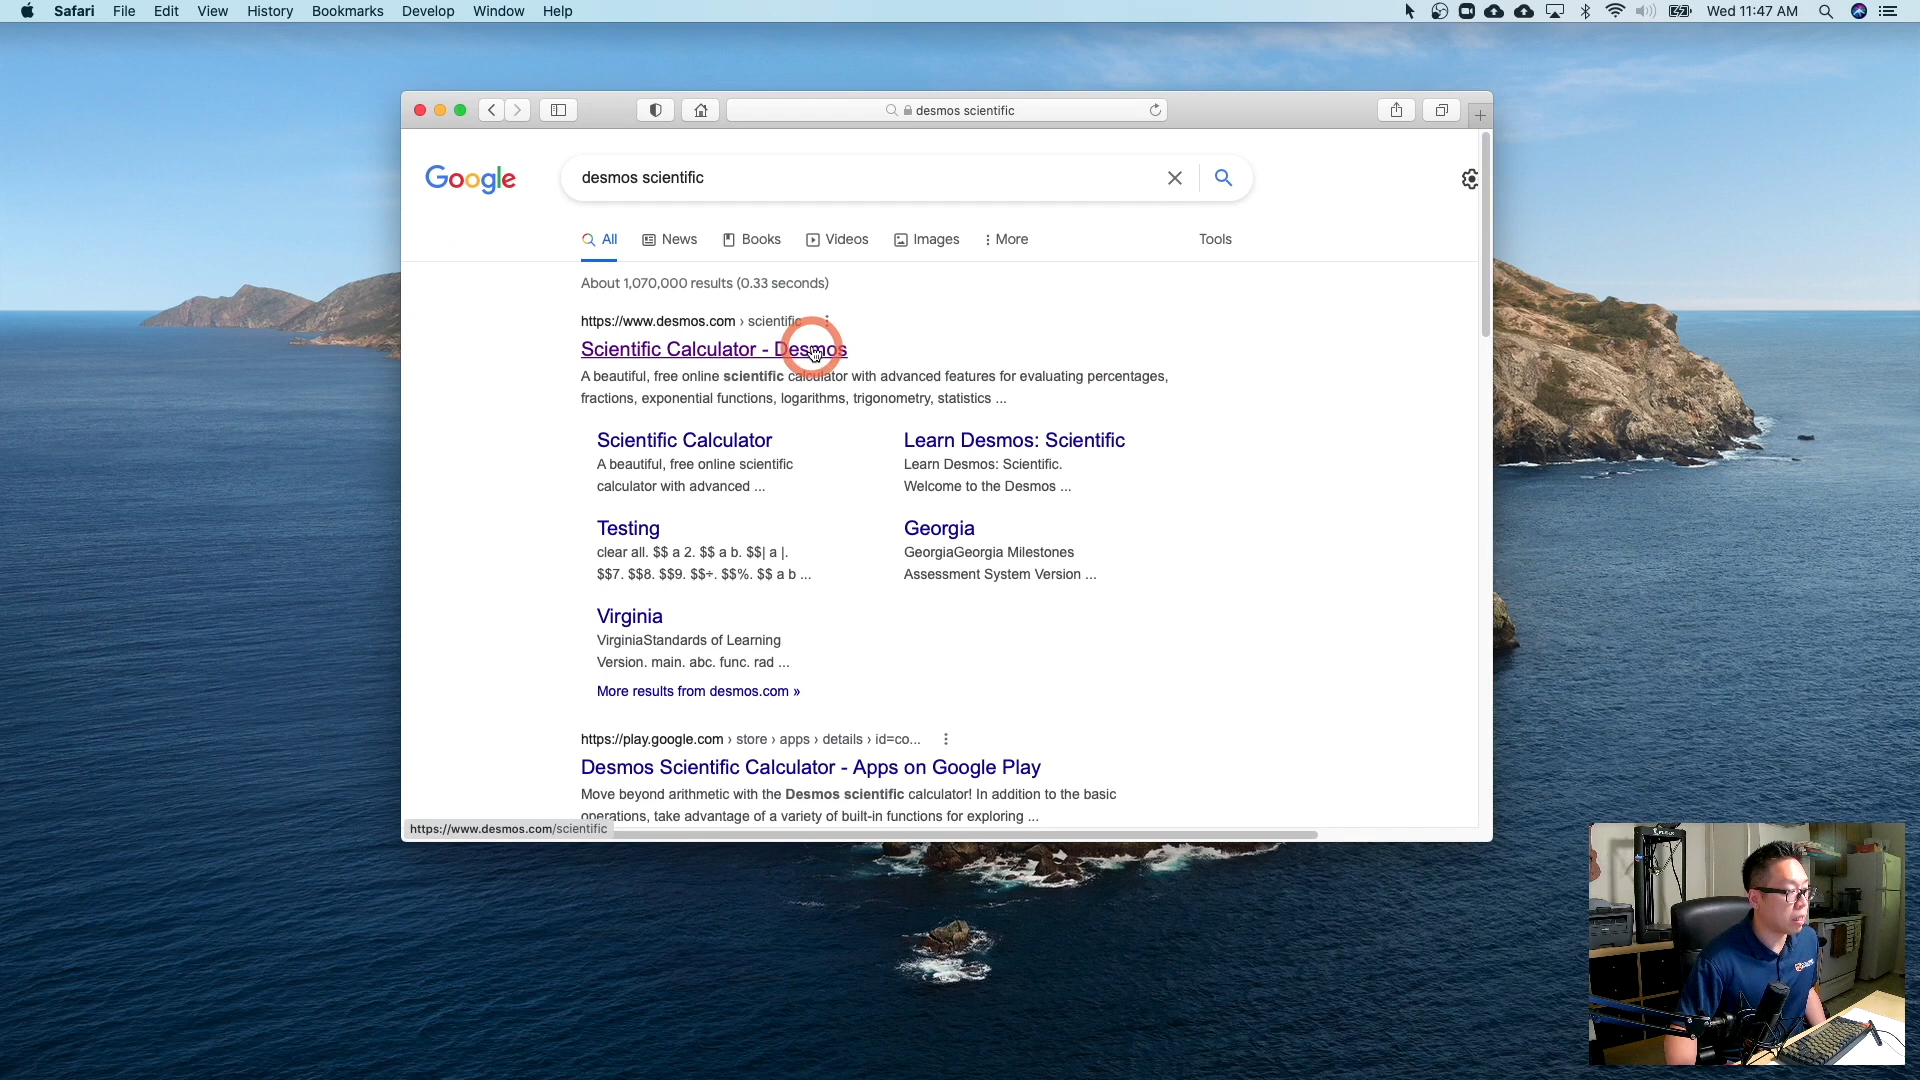 Safari File Edit View History Bookmarks Develop Window Help
Wed 11:47 AM
desmos scientific
Google
desmos scientific
All News Books Videos Images More Tools
About 1,070,000 results (0.33 seconds)
https://www.desmos.com › scientific
Scientific Calculator - Desmos
A beautiful, free online scientific calculator with advanced features for evaluating percentages,
fractions, exponential functions, logarithms, trigonometry, statistics ...
Scientific Calculator
A beautiful, free online scientific
calculator with advanced ...
Learn Desmos: Scientific
Learn Desmos: Scientific.
Welcome to the Desmos ...
Testing
clear all. $$ a 2. $$ a b. $$| a |.
$$7. $$8. $$9. $$÷. $$%. $$ a b ...
Georgia
GeorgiaGeorgia Milestones
Assessment System Version ...
Virginia
VirginiaStandards of Learning
Version. main. abc. func. rad ...
More results from desmos.com »
https://play.google.com › store › apps › details › id=co...
Desmos Scientific Calculator - Apps on Google Play
Move beyond arithmetic with the Desmos scientific calculator! In addition to the basic
operations, take advantage of a variety of built-in functions for exploring ...
https://www.desmos.com/scientific